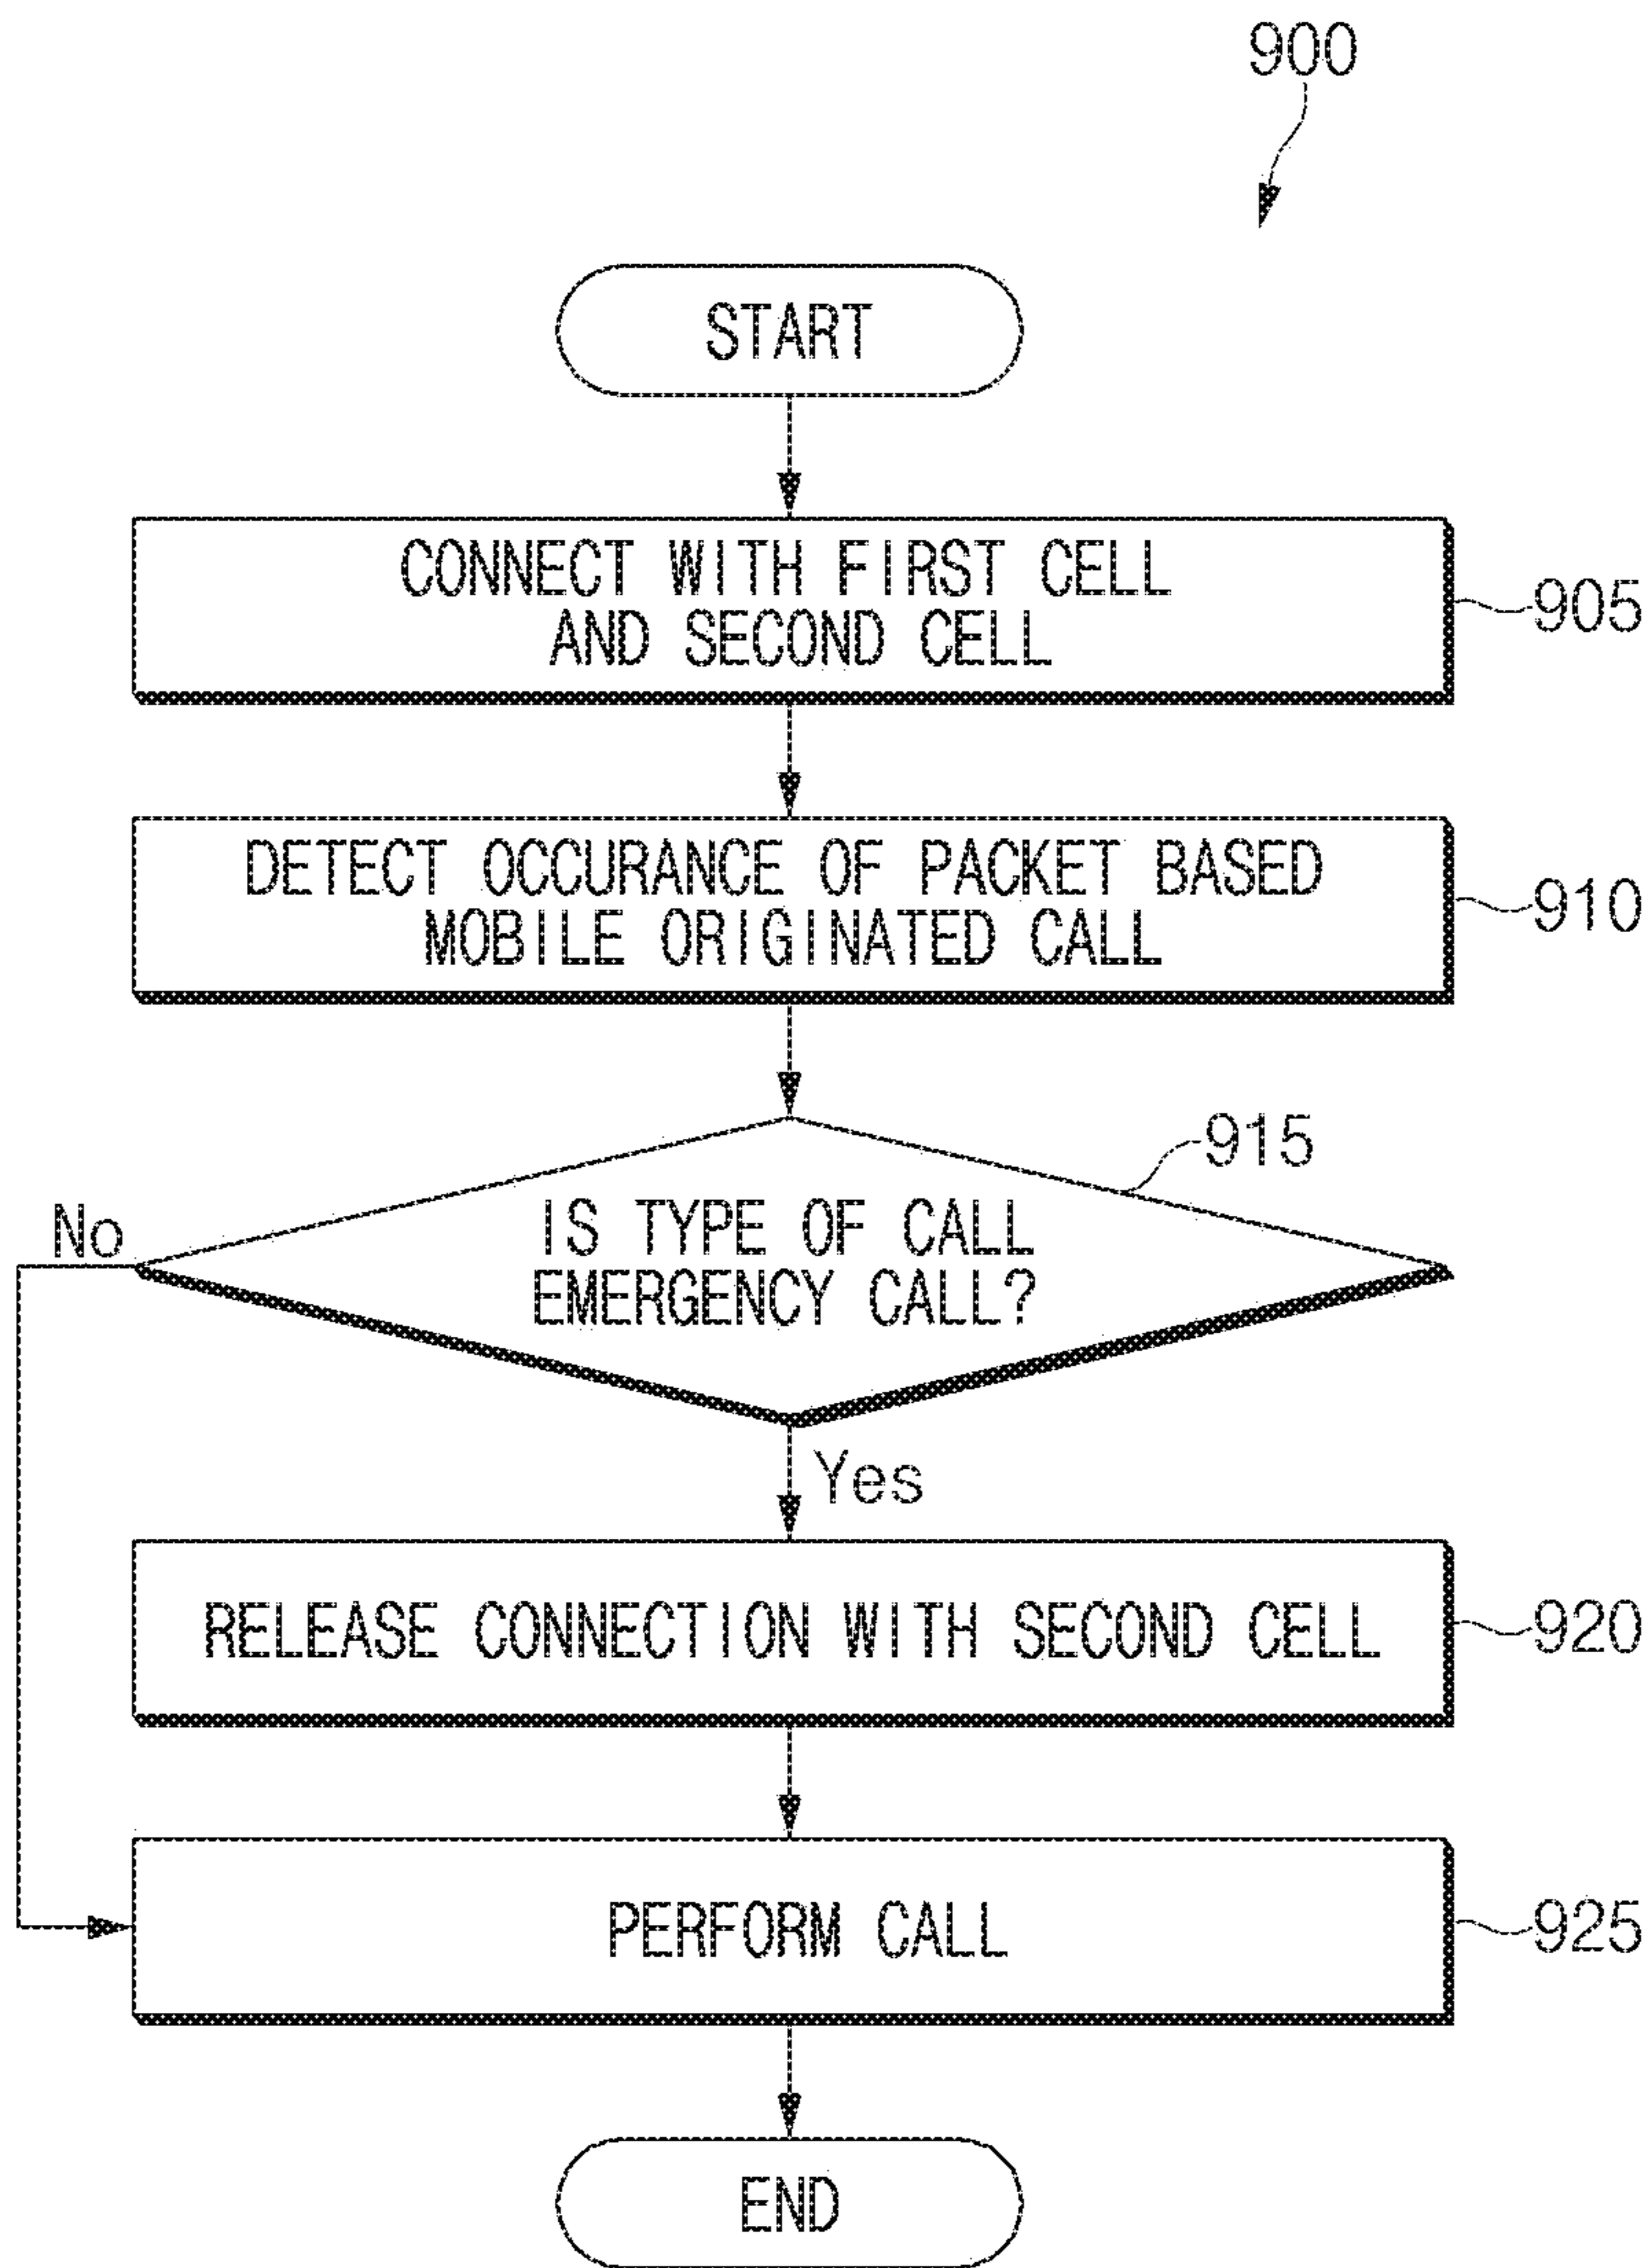 900
START
CONNECT WITH FIRST CELL
AND SECOND CELL
905
DETECT OCCURANCE OF PACKET BASED
MOBILE ORIGINATED CALL
910
915
IS TYPE OF CALL
EMERGENCY CALL?
No
Yes
RELEASE CONNECTION WITH SECOND CELL
920
PERFORM CALL
925
END